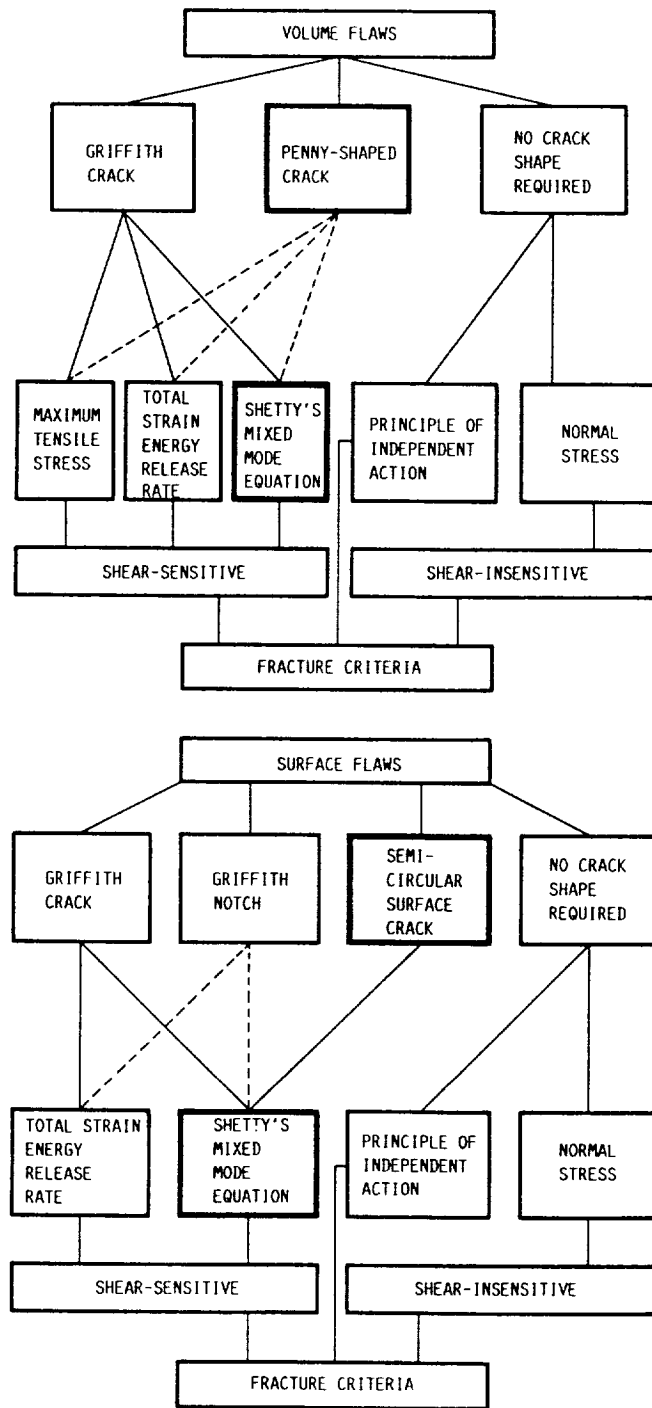 VOLUME FLAWS
GRIFFITH
CRACK
PENNY-SHAPED
CRACK
NO CRACK
SHAPE
REQUIRED
MAXIMUM
TENSILE
STRESS
TOTAL
STRAIN
ENERGY
RELEASE
RATE
SHETTY'S
MIXED
MODE
EQUATION
PRINCIPLE OF
INDEPENDENT
ACTION
NORMAL
STRESS
SHEAR-SENSITIVE
SHEAR-INSENSITIVE
FRACTURE CRITERIA
SURFACE FLAWS
GRIFFITH
CRACK
GRIFFITH
NOTCH
SEMI-
CIRCULAR
SURFACE
CRACK
NO CRACK
SHAPE
REQUIRED
TOTAL STRAIN
ENERGY
RELEASE
RATE
SHETTY'S
MIXED
MODE
EQUATION
PRINCIPLE OF
INDEPENDENT
ACTION
NORMAL
STRESS
SHEAR-SENSITIVE
SHEAR-INSENSITIVE
FRACTURE CRITERIA